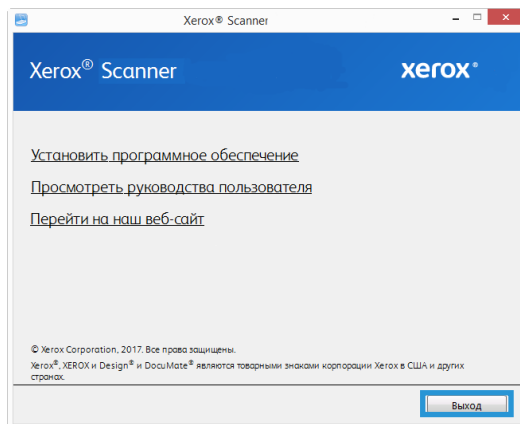 Xerox® Scanner
Xerox® Scanner
xerox®
Установить программное обеспечение
Просмотреть руководства пользователя
Перейти на наш веб-сайт
© Xerox Corporation, 2017. Все права защищены.
Xerox®, XEROX и Design® и DocuMate® являются товарными знаками корпорации Xerox в США и других
странах.
Выход